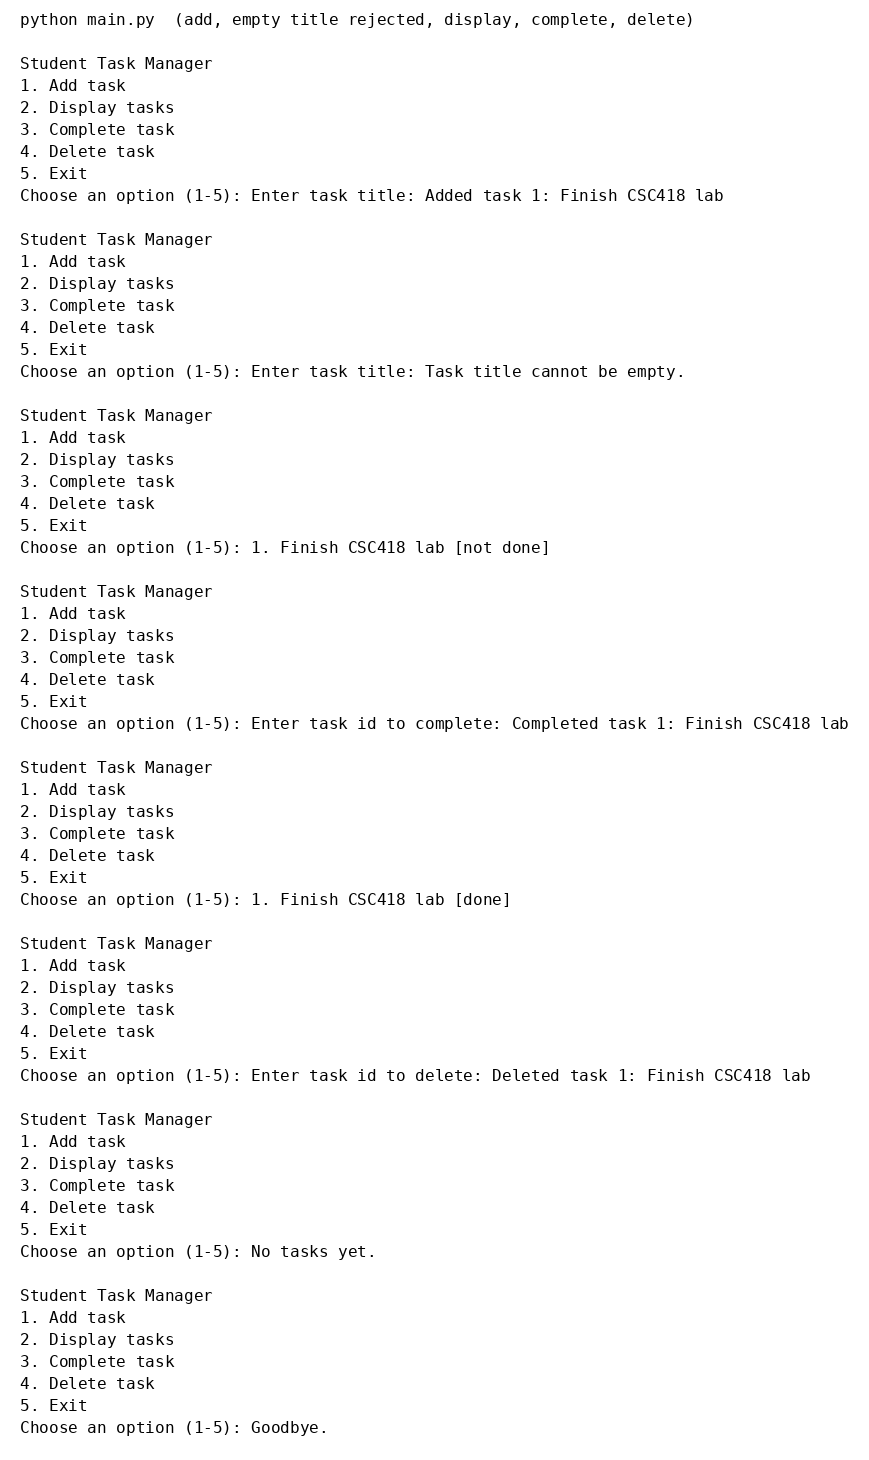 python main.py  (add, empty title rejected, display, complete, delete)
Student Task Manager
1. Add task
2. Display tasks
3. Complete task
4. Delete task
5. Exit
Choose an option (1-5): Enter task title: Added task 1: Finish CSC418 lab
Student Task Manager
1. Add task
2. Display tasks
3. Complete task
4. Delete task
5. Exit
Choose an option (1-5): Enter task title: Task title cannot be empty.
Student Task Manager
1. Add task
2. Display tasks
3. Complete task
4. Delete task
5. Exit
Choose an option (1-5): 1. Finish CSC418 lab [not done]
Student Task Manager
1. Add task
2. Display tasks
3. Complete task
4. Delete task
5. Exit
Choose an option (1-5): Enter task id to complete: Completed task 1: Finish CSC418 lab
Student Task Manager
1. Add task
2. Display tasks
3. Complete task
4. Delete task
5. Exit
Choose an option (1-5): 1. Finish CSC418 lab [done]
Student Task Manager
1. Add task
2. Display tasks
3. Complete task
4. Delete task
5. Exit
Choose an option (1-5): Enter task id to delete: Deleted task 1: Finish CSC418 lab
Student Task Manager
1. Add task
2. Display tasks
3. Complete task
4. Delete task
5. Exit
Choose an option (1-5): No tasks yet.
Student Task Manager
1. Add task
2. Display tasks
3. Complete task
4. Delete task
5. Exit
Choose an option (1-5): Goodbye.